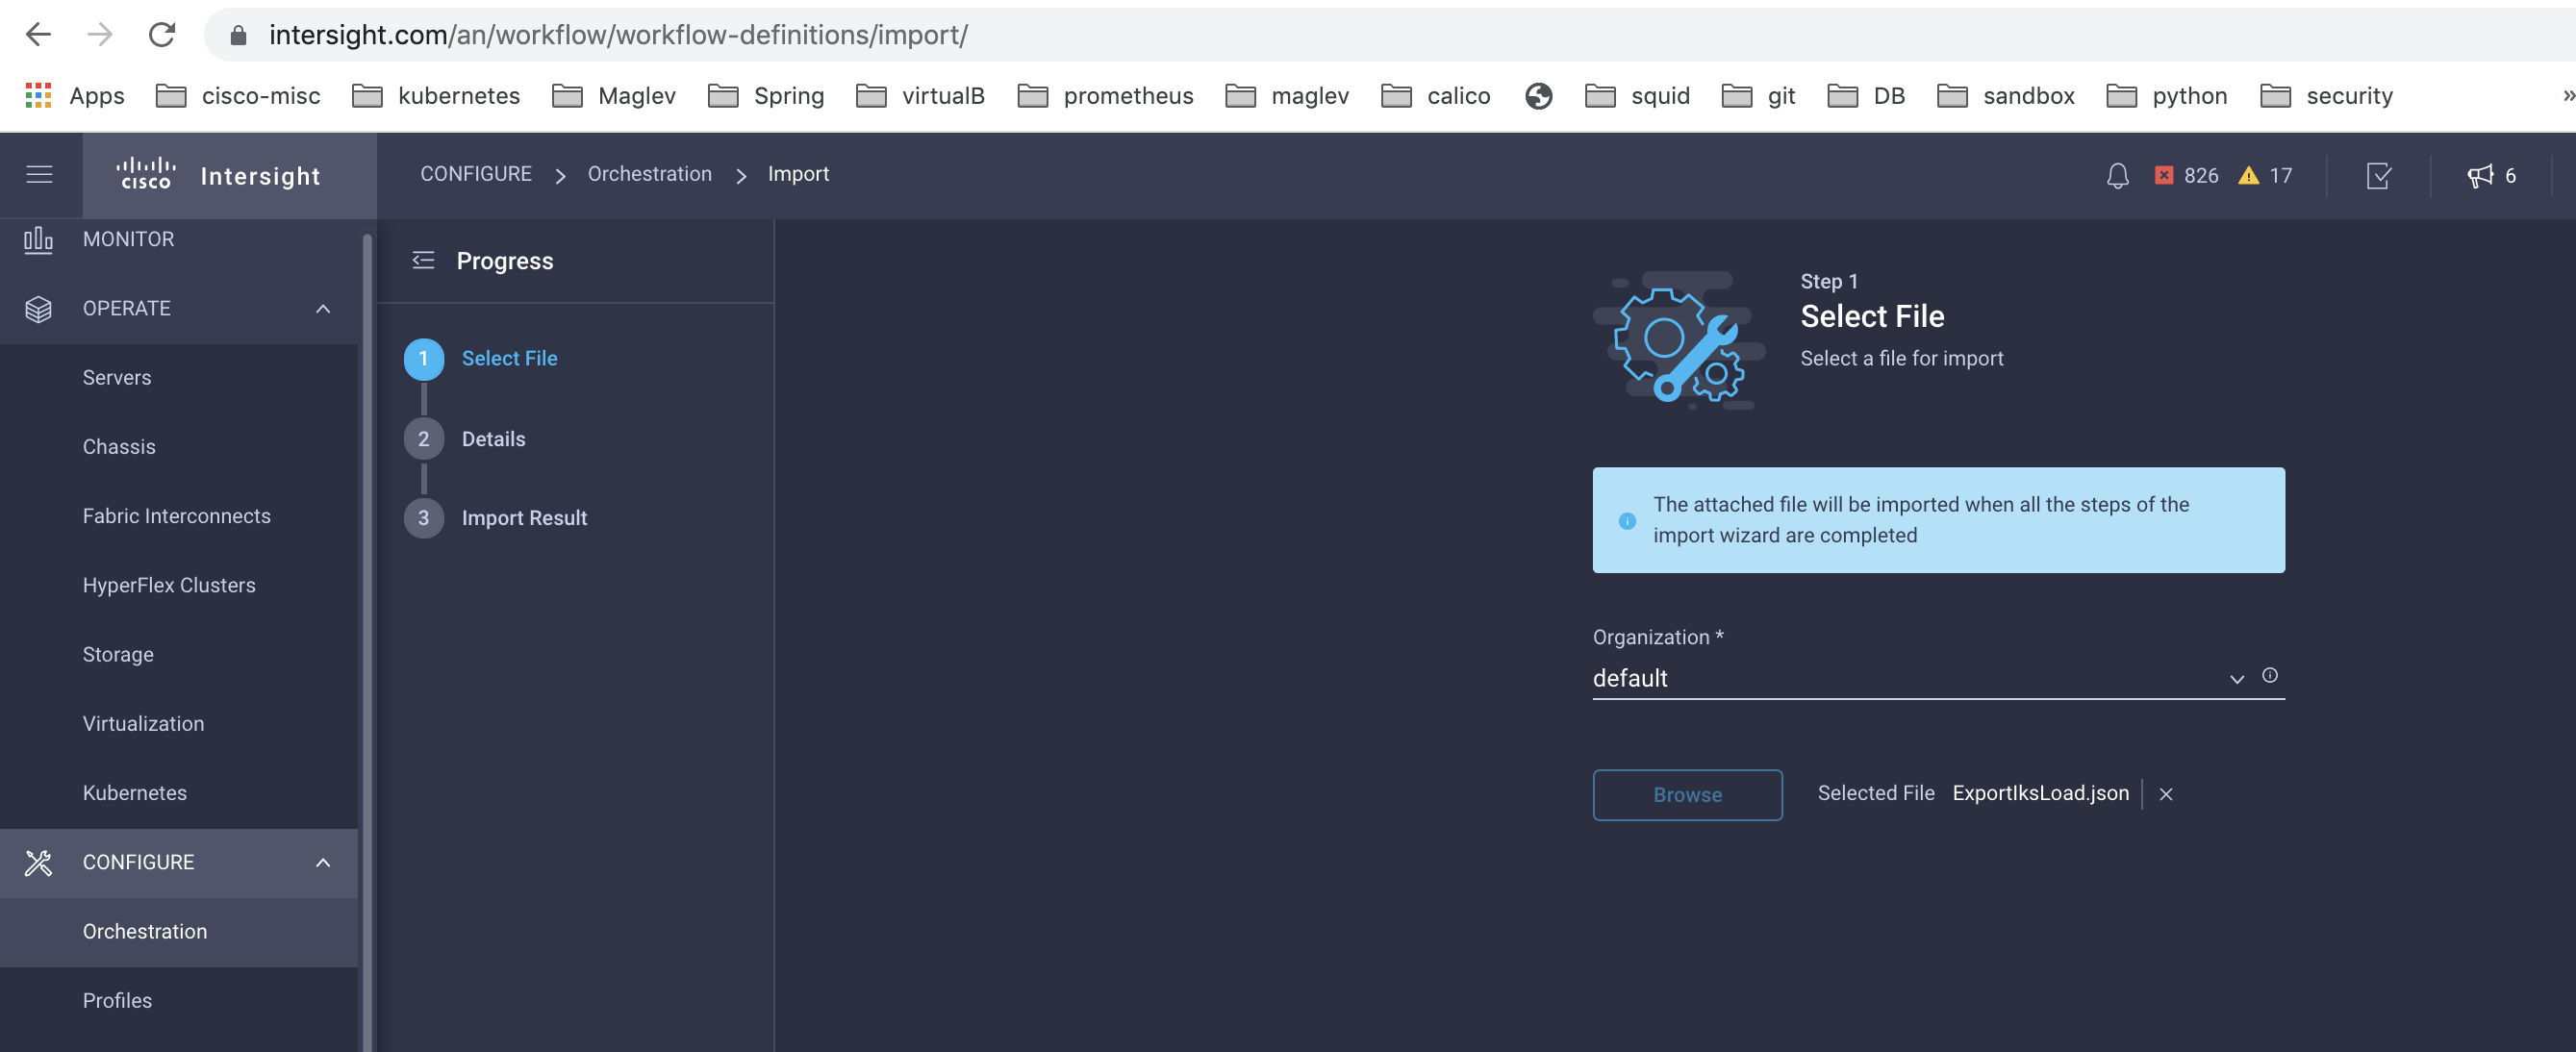 intersight.com/an/workflow/workflow-definitions/import/
Apps cisco-misc kubernetes Maglev Spring virtualB prometheus maglev calico squid git DB sandbox python security »
CISCO Intersight
CONFIGURE > Orchestration > Import
826 17 6
MONITOR
OPERATE
Servers
Chassis
Fabric Interconnects
HyperFlex Clusters
Storage
Virtualization
Kubernetes
CONFIGURE
Orchestration
Profiles
Progress
1 Select File
2 Details
3 Import Result
Step 1
Select File
Select a file for import
The attached file will be imported when all the steps of the
import wizard are completed
Organization *
default
Browse Selected File ExportIksLoad.json